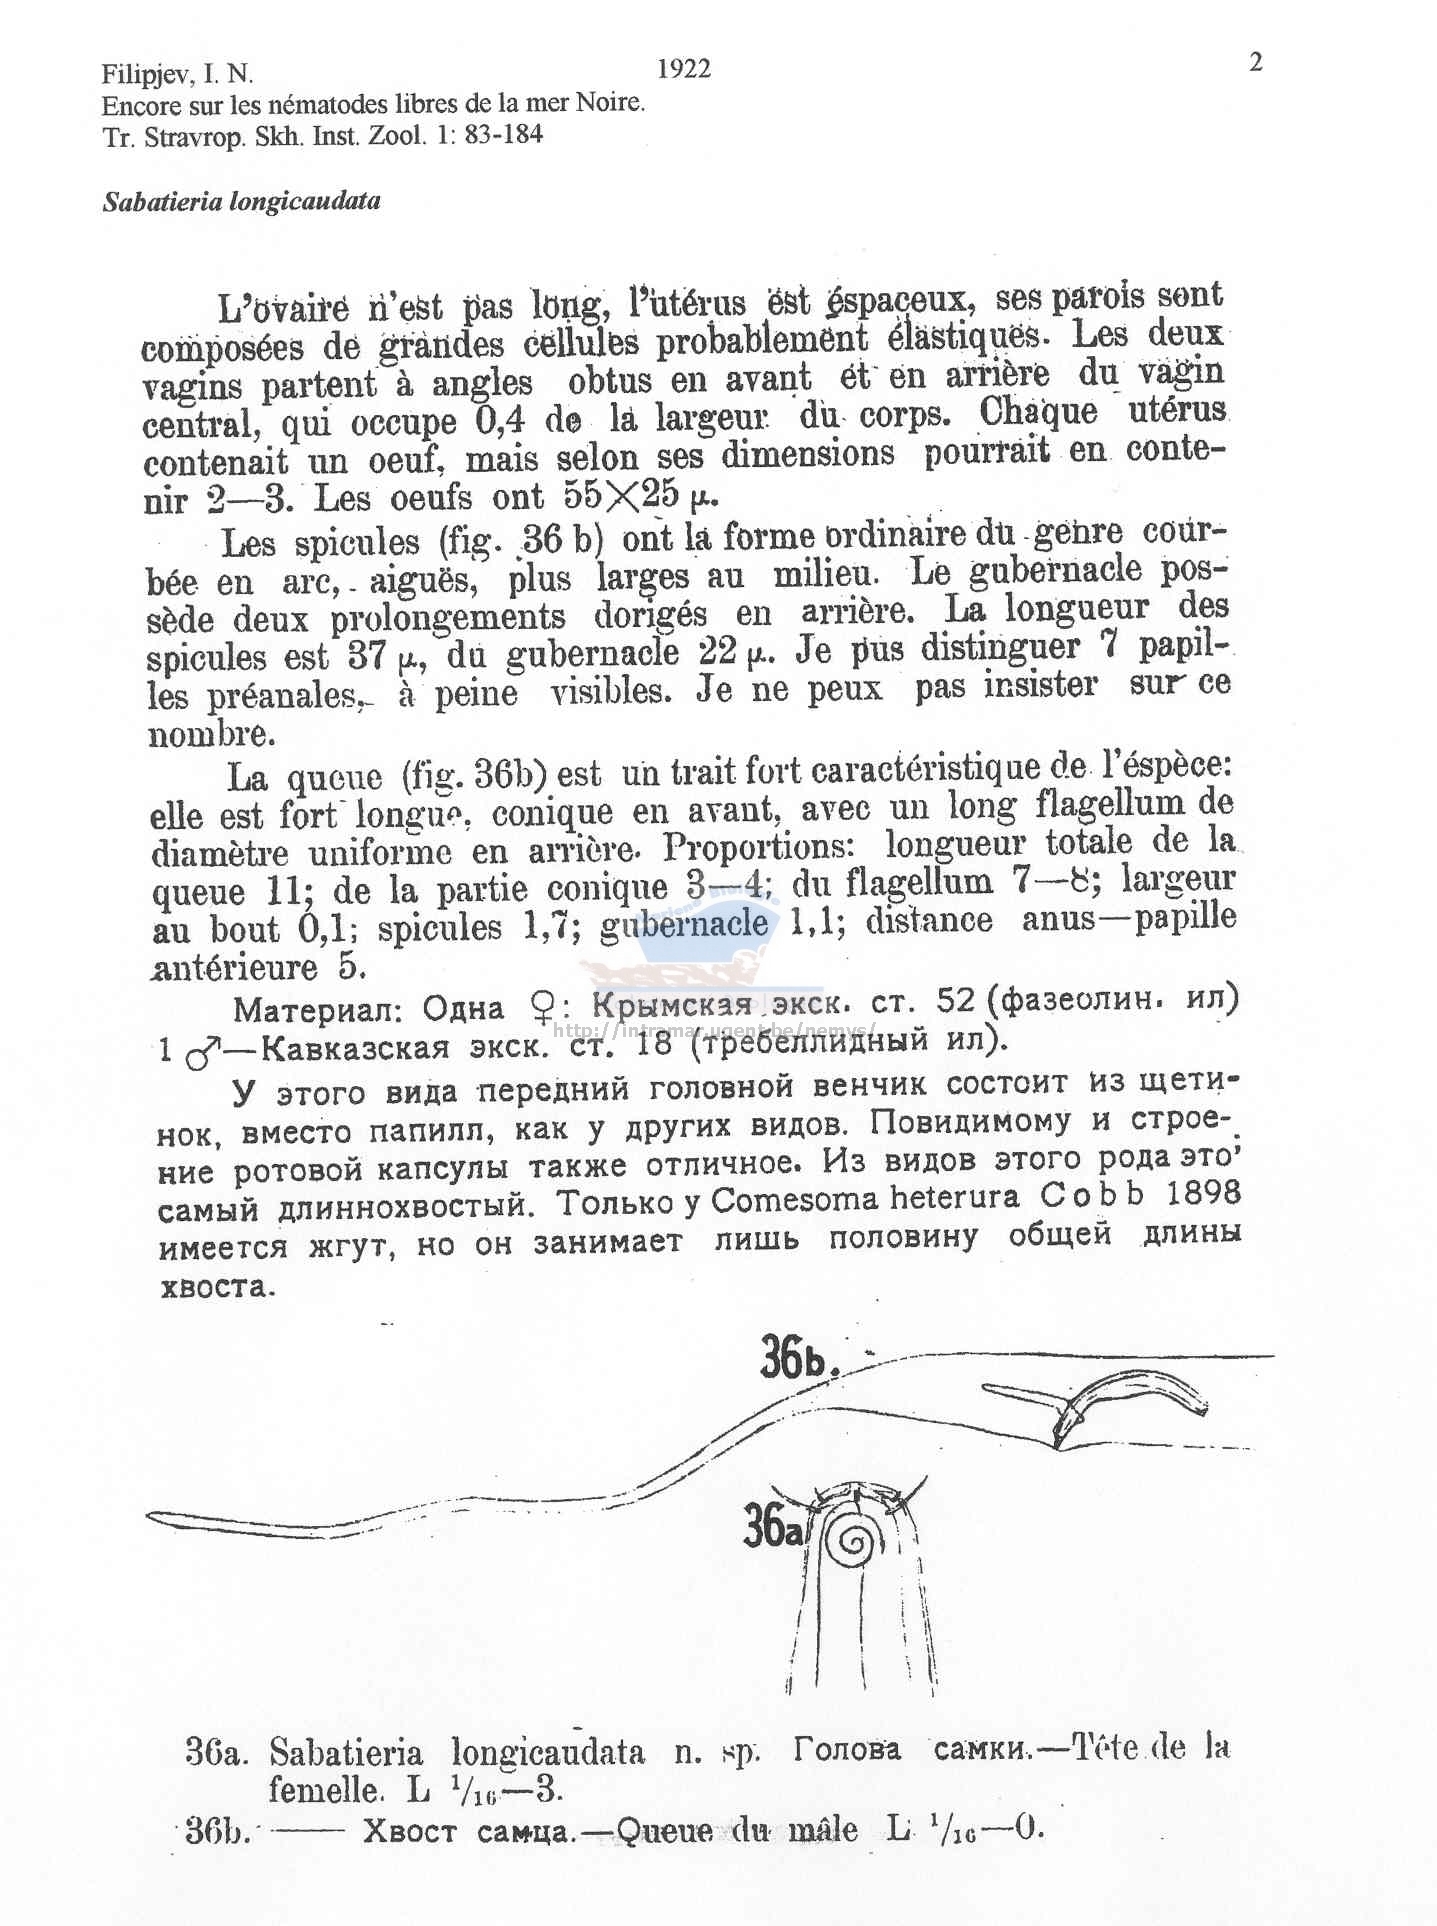 Filipjev, I. N. 1922 2
Encore sur les nématodes libres de la mer Noire.
Tr. Stravrop. Skh. Inst. Zool. 1: 83-184
Sabatieria longicaudata
L'ovaire n'est pas long, l'utérus est éspaçeux, ses parois sont
composées de grandes cellules probablement élastiques. Les deux
vagins partent à angles obtus en avant et en arrière du vagin
central, qui occupe 0,4 de la largeur du corps. Chaque utérus
contenait un oeuf, mais selon ses dimensions pourrait en conte-
nir 2—3. Les oeufs ont 55×25 μ.
Les spicules (fig. 36 b) ont la forme ordinaire du genre cour-
bée en arc, aiguës, plus larges au milieu. Le gubernacle pos-
sède deux prolongements dorigés en arrière. La longueur des
spicules est 37 μ, du gubernacle 22 μ. Je pus distinguer 7 papil-
les préanales, à peine visibles. Je ne peux pas insister sur ce
nombre.
La queue (fig. 36b) est un trait fort caractéristique de l'éspèce:
elle est fort longue, conique en avant, avec un long flagellum de
diamètre uniforme en arrière. Proportions: longueur totale de la
queue 11; de la partie conique 3—4; du flagellum 7—8; largeur
au bout 0,1; spicules 1,7; gubernacle 1,1; distance anus—papille
antérieure 5.
Материал: Одна ♀: Крымская экск. ст. 52 (фазеолин. ил)
http://intramar.ugent.be/nemys/
1 ♂—Кавказская экск. ст. 18 (требеллидный ил).
У этого вида передний головной венчик состоит из щети-
нок, вместо папилл, как у других видов. Повидимому и строе-
ние ротовой капсулы также отличное. Из видов этого рода это
самый длиннохвостый. Только у Comesoma heterura Cobb 1898
имеется жгут, но он занимает лишь половину общей длины
хвоста.
36b.
36a
36a. Sabatieria longicaudata n. sp. Голова самки.—Tête de la
femelle. L 1/16—3.
36b. —— Хвост самца.—Queue du mâle L 1/16—0.